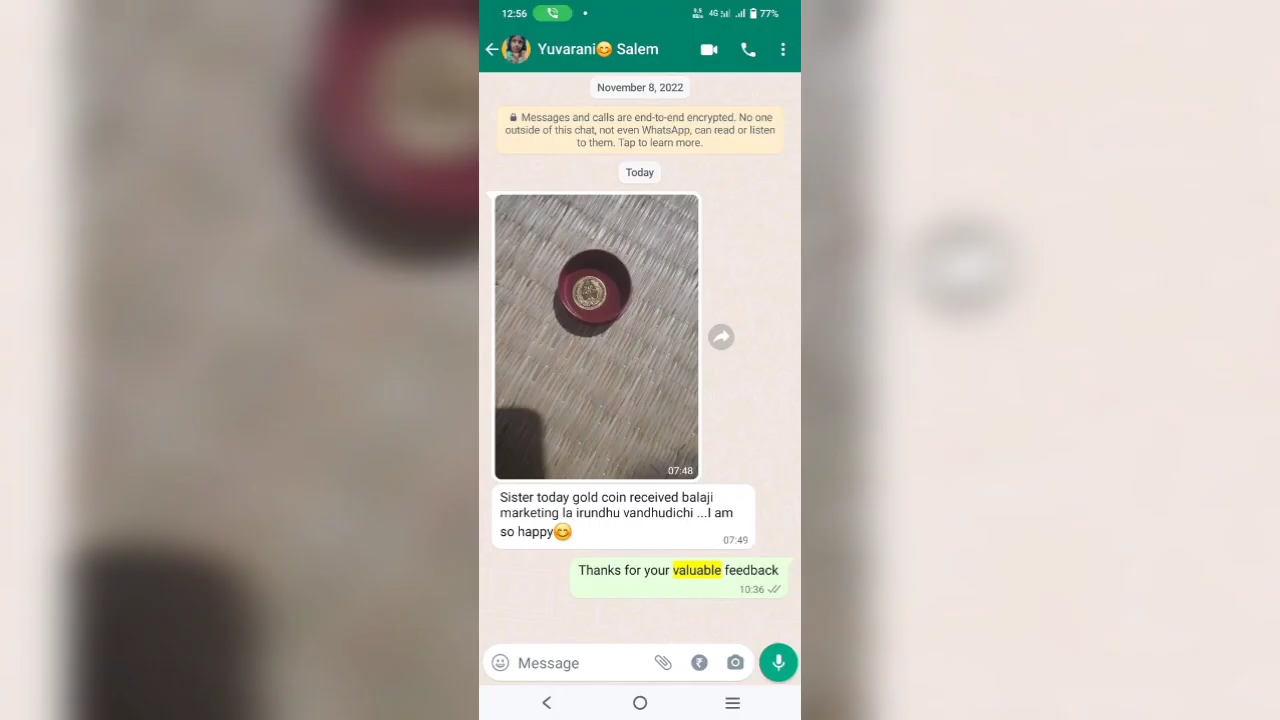 12:56
0.5 4G 77%
Yuvarani😊 Salem
November 8, 2022
Messages and calls are end-to-end encrypted. No one
outside of this chat, not even WhatsApp, can read or listen
to them. Tap to learn more.
Today
07:48
Sister today gold coin received balaji
marketing la irundhu vandhudichi ...I am
so happy😊
07:49
Thanks for your valuable feedback
10:36
Message